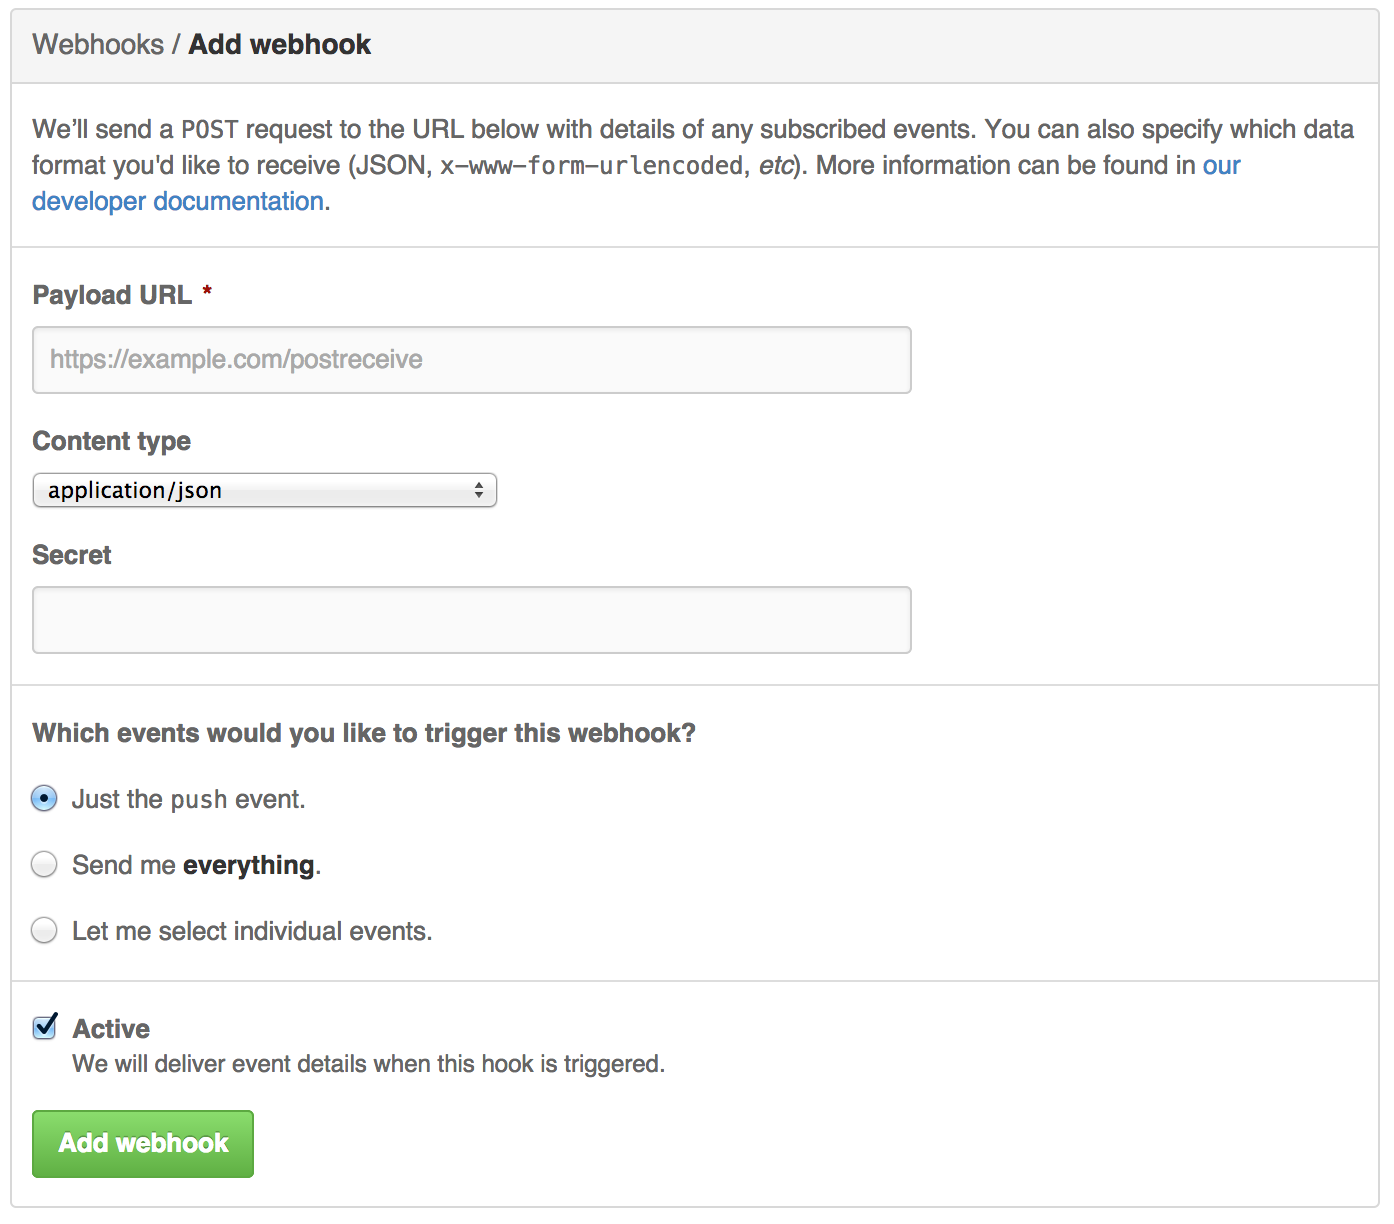 Webhooks / Add webhook
We’ll send a POST request to the URL below with details of any subscribed events. You can also specify which data
format you'd like to receive (JSON, x-www-form-urlencoded, etc). More information can be found in our
developer documentation.
Payload URL *
https://example.com/postreceive
Content type
application/json
Secret
Which events would you like to trigger this webhook?
Just the push event.
Send me everything.
Let me select individual events.
Active
We will deliver event details when this hook is triggered.
Add webhook